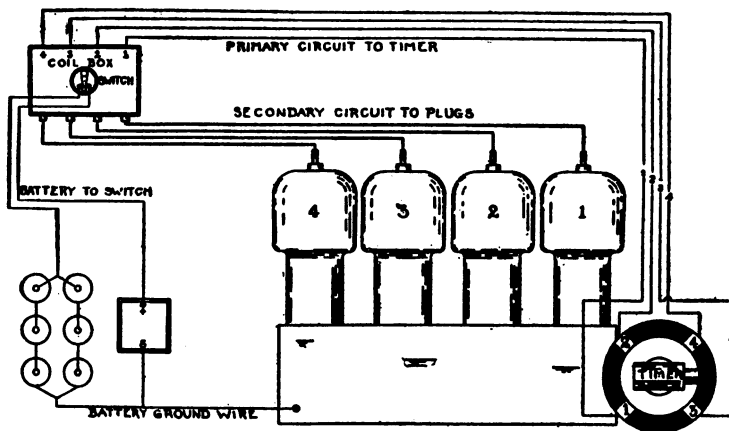 4 3 2 1
PRIMARY CIRCUIT TO TIMER
COIL BOX
SWITCH
SECONDARY CIRCUIT TO PLUGS
BATTERY TO SWITCH
4 3 2 1
2 4
TIMER
1 3
BATTERY GROUND WIRE